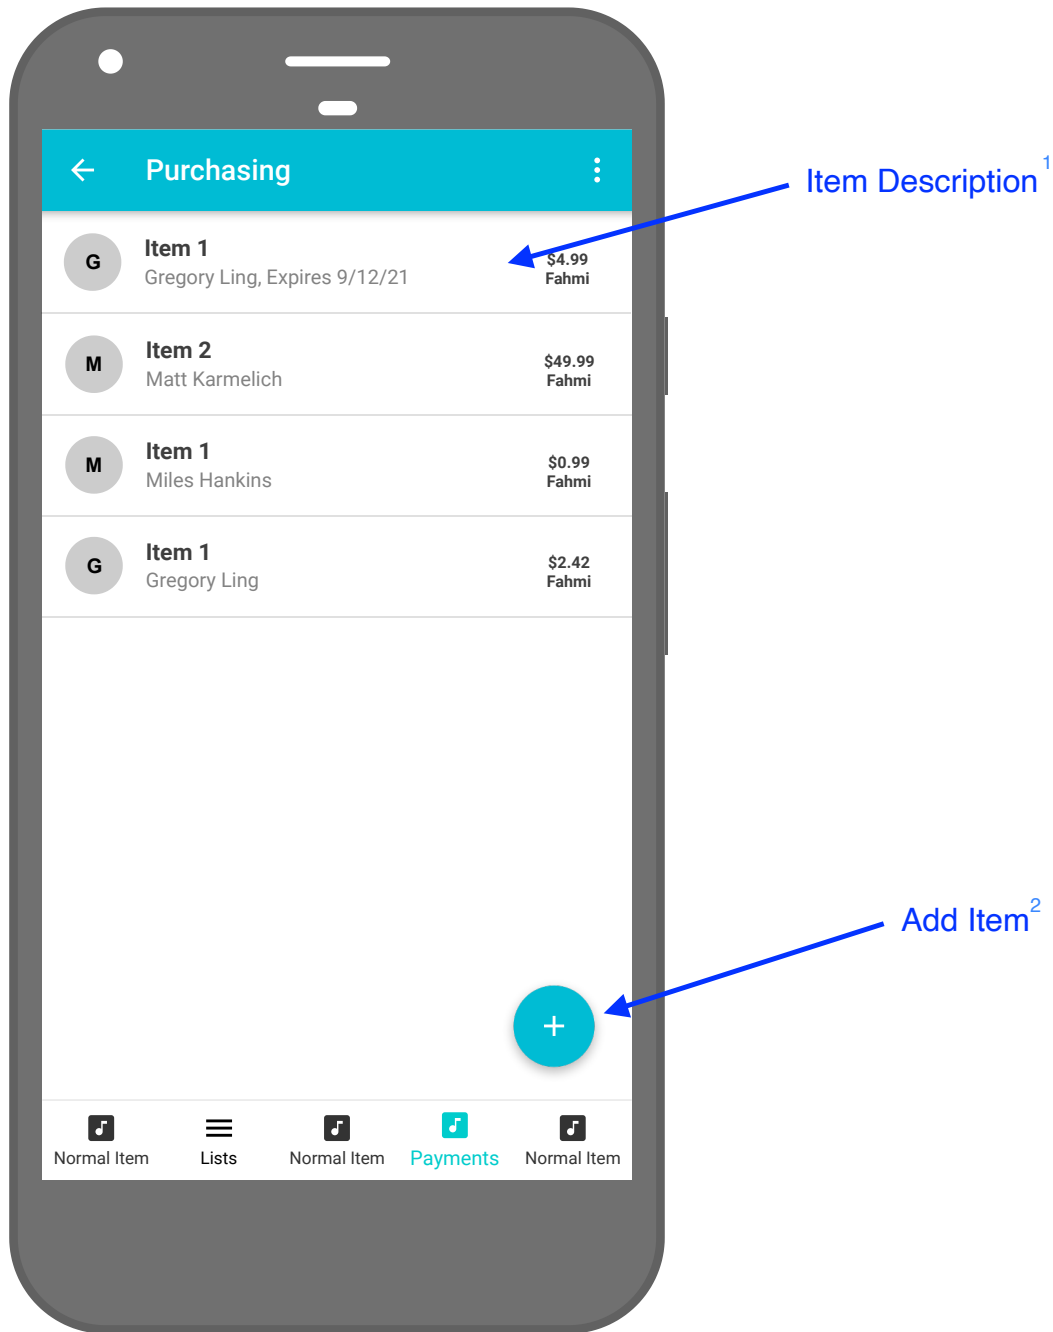 Purchasing
Item Description 1
G
Item 1
Gregory Ling, Expires 9/12/21
$4.99
Fahmi
M
Item 2
Matt Karmelich
$49.99
Fahmi
M
Item 1
Miles Hankins
$0.99
Fahmi
G
Item 1
Gregory Ling
$2.42
Fahmi
Add Item 2
+
Normal Item
Lists
Normal Item
Payments
Normal Item